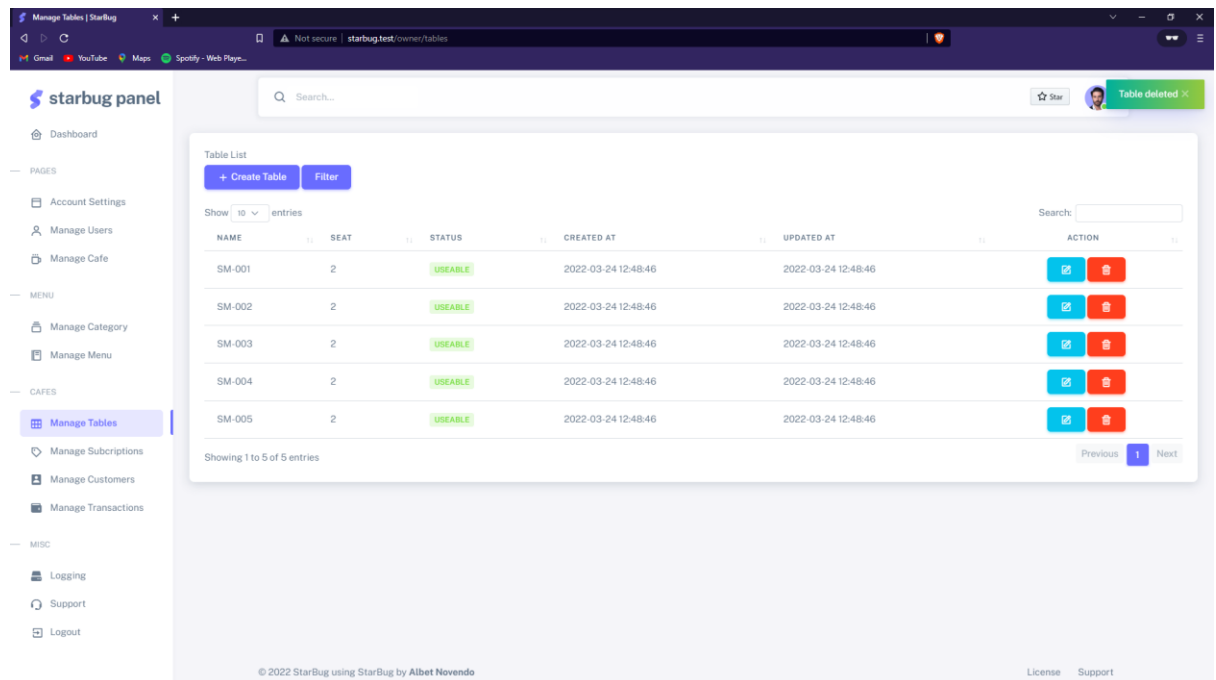 Manage Tables | StarBug
Not secure | starbug.test/owner/tables
Gmail YouTube Maps Spotify - Web Playe...
starbug panel
Dashboard
PAGES
Account Settings
Manage Users
Manage Cafe
MENU
Manage Category
Manage Menu
CAFES
Manage Tables
Manage Subcriptions
Manage Customers
Manage Transactions
MISC
Logging
Support
Logout
Search...
Star
Table deleted
Table List
+ Create Table Filter
Show 10 entries
Search:
NAME SEAT STATUS CREATED AT UPDATED AT ACTION
SM-001 2 USEABLE 2022-03-24 12:48:46 2022-03-24 12:48:46
SM-002 2 USEABLE 2022-03-24 12:48:46 2022-03-24 12:48:46
SM-003 2 USEABLE 2022-03-24 12:48:46 2022-03-24 12:48:46
SM-004 2 USEABLE 2022-03-24 12:48:46 2022-03-24 12:48:46
SM-005 2 USEABLE 2022-03-24 12:48:46 2022-03-24 12:48:46
Showing 1 to 5 of 5 entries
Previous 1 Next
© 2022 StarBug using StarBug by Albet Novendo
License Support